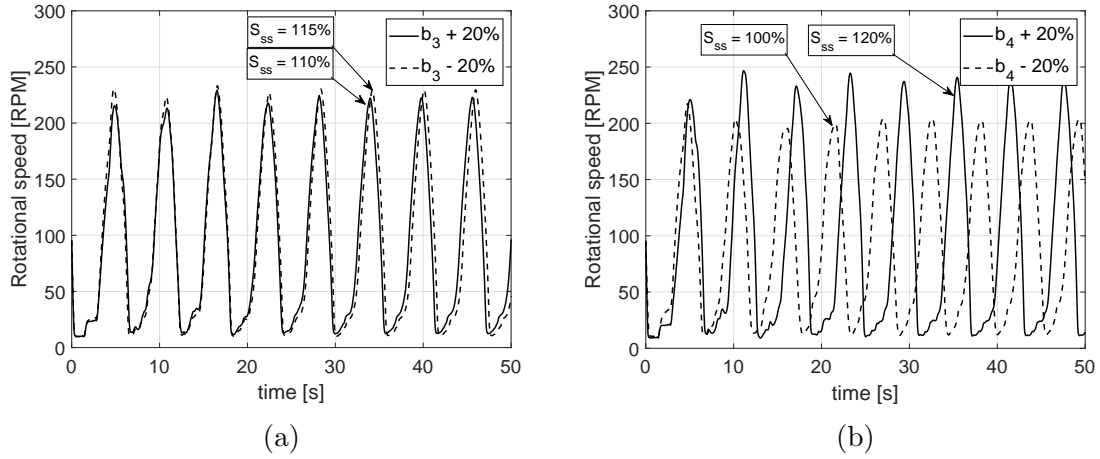 300
250
200
150
100
50
0
Rotational speed [RPM]
S_ss = 115%
S_ss = 110%
b_3 + 20%
b_3 - 20%
0 10 20 30 40 50
time [s]
(a)
300
250
200
150
100
50
0
Rotational speed [RPM]
S_ss = 100%
S_ss = 120%
b_4 + 20%
b_4 - 20%
0 10 20 30 40 50
time [s]
(b)